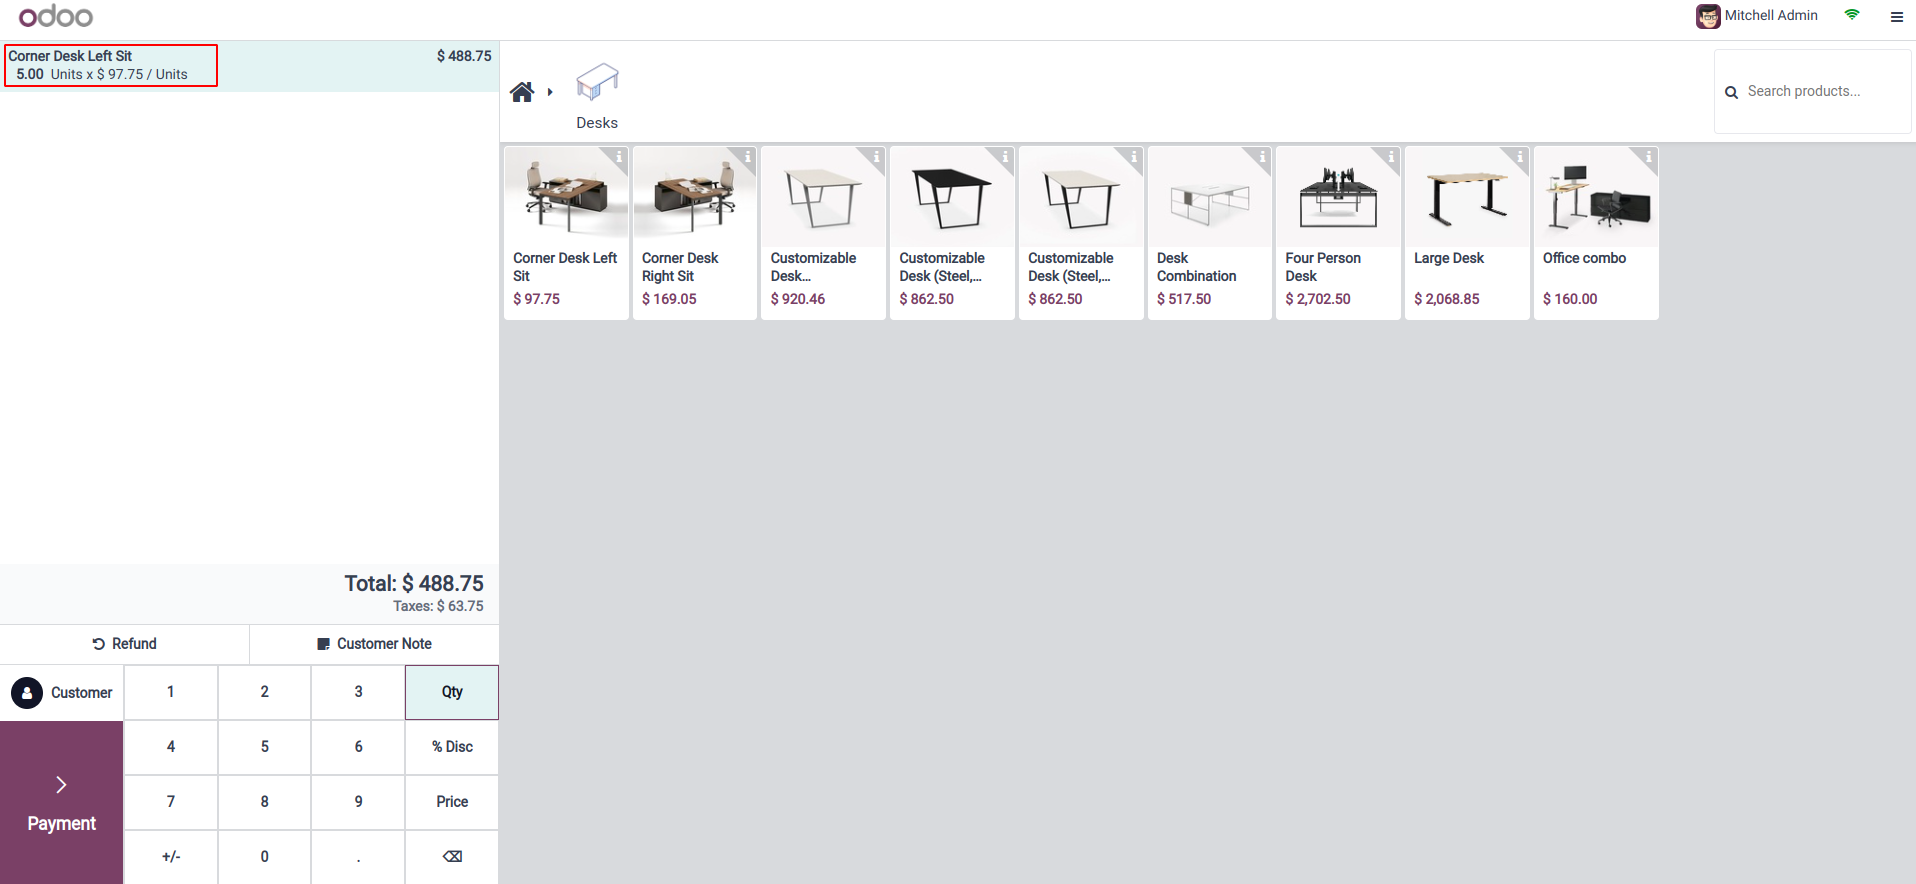 odoo
Mitchell Admin
Corner Desk Left Sit
$ 488.75
5.00 Units x $ 97.75 / Units
Desks
Search products...
Corner Desk Left
Sit
$ 97.75
Corner Desk
Right Sit
$ 169.05
Customizable
Desk...
$ 920.46
Customizable
Desk (Steel,...
$ 862.50
Customizable
Desk (Steel,...
$ 862.50
Desk
Combination
$ 517.50
Four Person
Desk
$ 2,702.50
Large Desk
$ 2,068.85
Office combo
$ 160.00
Total: $ 488.75
Taxes: $ 63.75
Refund
Customer Note
Customer
1 2 3 Qty
4 5 6 % Disc
7 8 9 Price
Payment
+/- 0 .